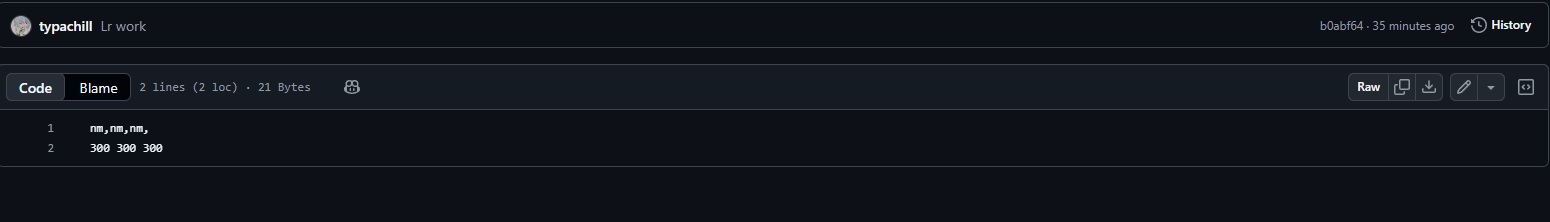 typachill Lr work b0abf64 · 35 minutes ago History
Code Blame 2 lines (2 loc) · 21 Bytes Raw
1 nm,nm,nm,
2 300 300 300